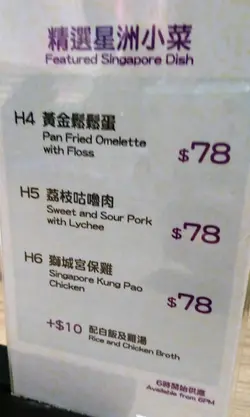 精選星洲小菜
Featured Singapore Dish
H4 黃金鬆鬆蛋
Pan Fried Omelette
with Floss
$78
H5 荔枝咕嚕肉
Sweet and Sour Pork
with Lychee
$78
H6 獅城宮保雞
Singapore Kung Pao
Chicken
$78
+$10 配白飯及雞湯
Rice and Chicken Broth
6時開始供應
Available from 6PM